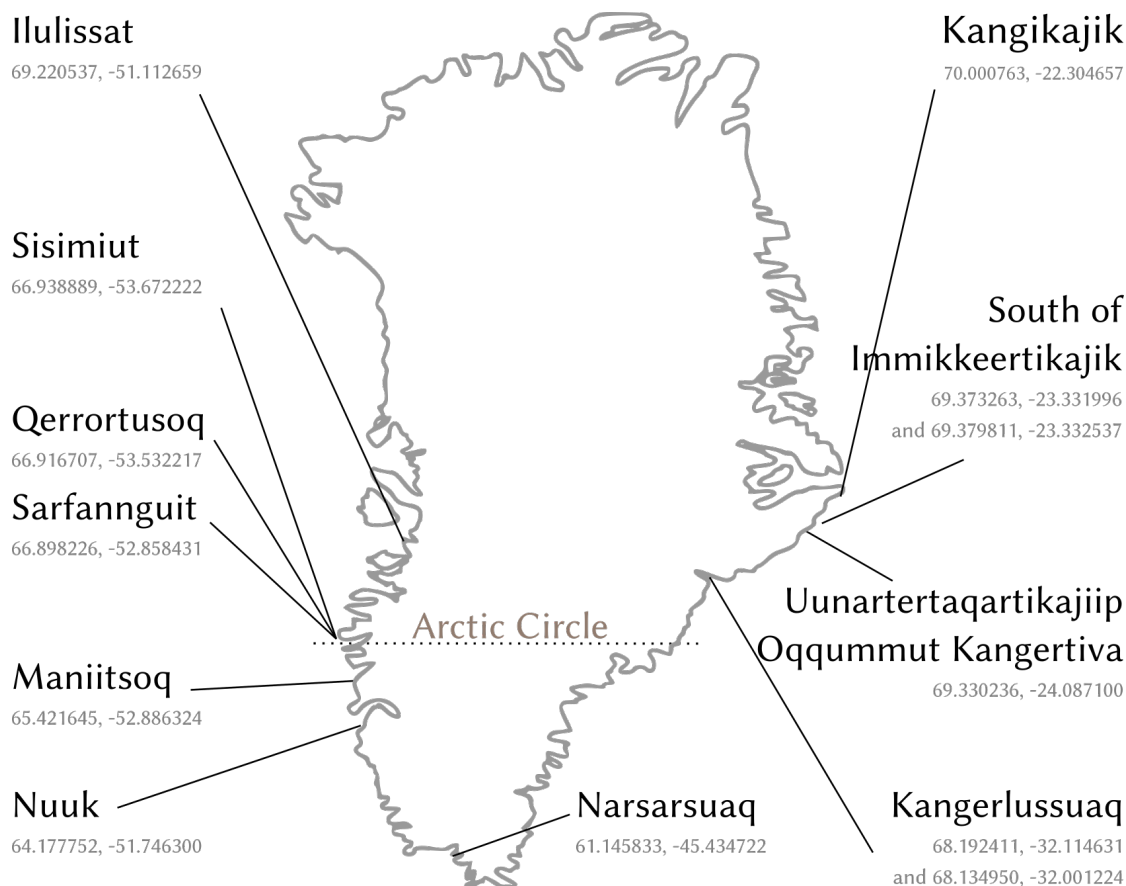 Ilulissat
69.220537, -51.112659
Kangikajik
70.000763, -22.304657
Sisimiut
66.938889, -53.672222
South of
Immikkeertikajik
69.373263, -23.331996
and 69.379811, -23.332537
Qerrortusoq
66.916707, -53.532217
Sarfannguit
66.898226, -52.858431
Arctic Circle
Uunartertaqartikajiip
Oqqummut Kangertiva
69.330236, -24.087100
Maniitsoq
65.421645, -52.886324
Nuuk
64.177752, -51.746300
Narsarsuaq
61.145833, -45.434722
Kangerlussuaq
68.192411, -32.114631
and 68.134950, -32.001224